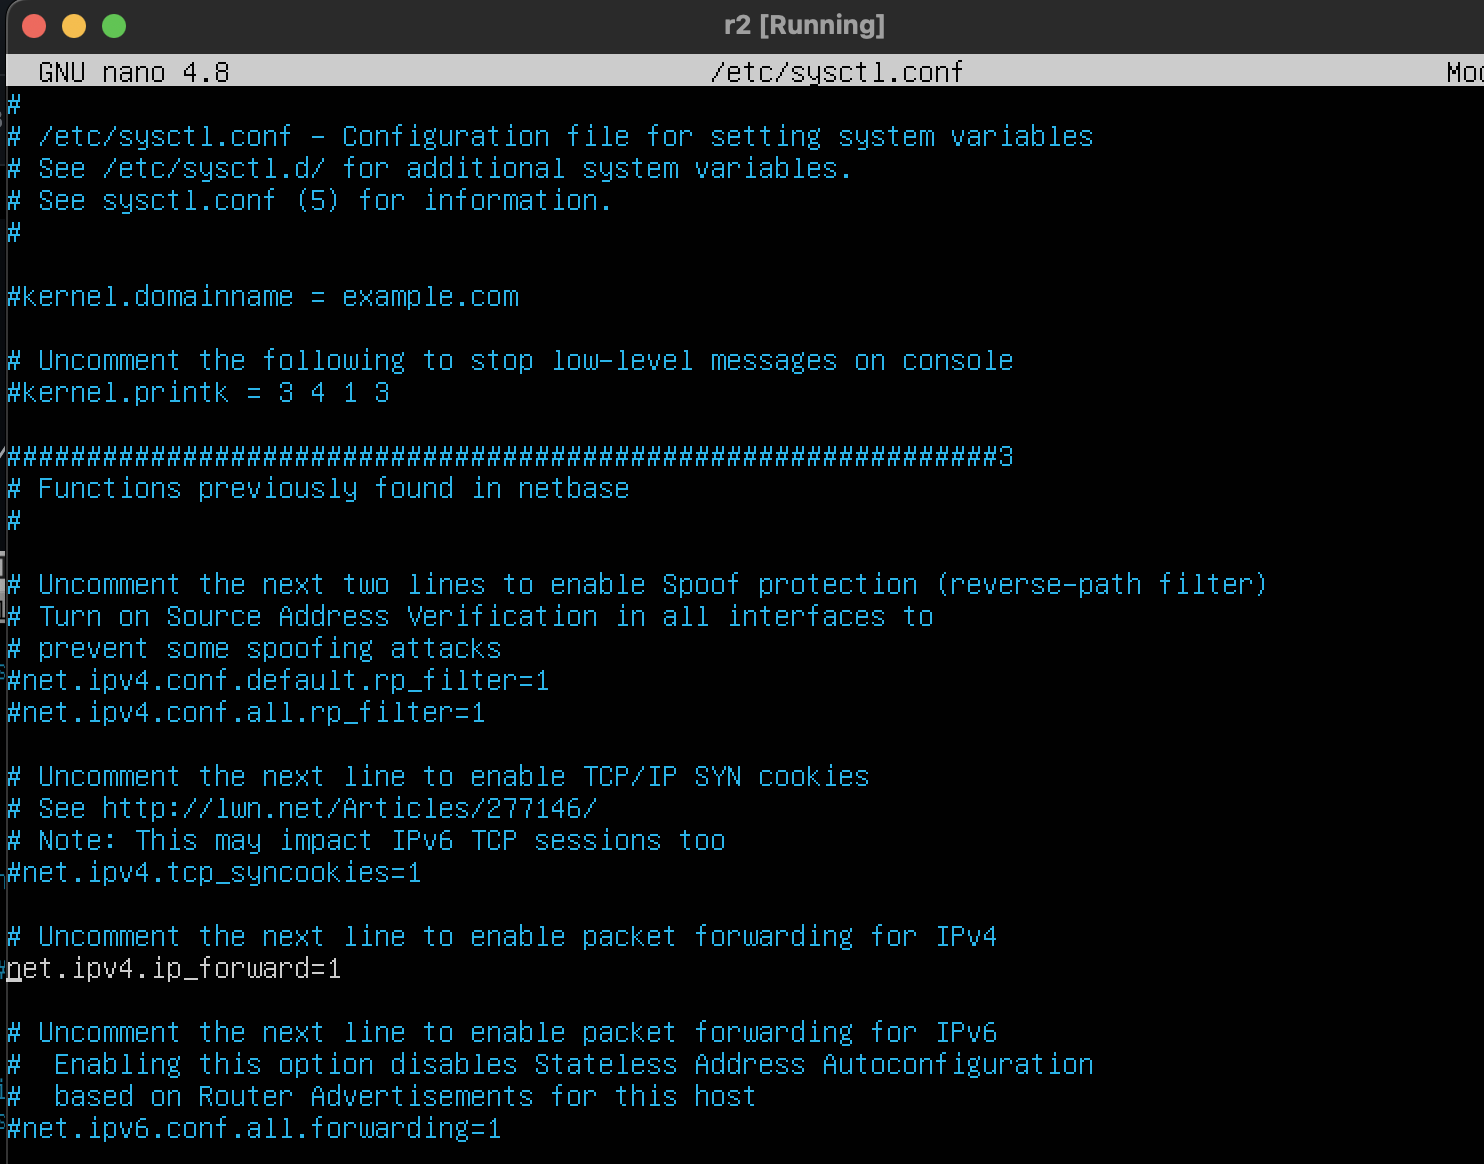 r2 [Running]
GNU nano 4.8 /etc/sysctl.conf
#
# /etc/sysctl.conf - Configuration file for setting system variables
# See /etc/sysctl.d/ for additional system variables.
# See sysctl.conf (5) for information.
#
#kernel.domainname = example.com
# Uncomment the following to stop low-level messages on console
#kernel.printk = 3 4 1 3
##############################################################3
# Functions previously found in netbase
#
# Uncomment the next two lines to enable Spoof protection (reverse-path filter)
# Turn on Source Address Verification in all interfaces to
# prevent some spoofing attacks
#net.ipv4.conf.default.rp_filter=1
#net.ipv4.conf.all.rp_filter=1
# Uncomment the next line to enable TCP/IP SYN cookies
# See http://lwn.net/Articles/277146/
# Note: This may impact IPv6 TCP sessions too
#net.ipv4.tcp_syncookies=1
# Uncomment the next line to enable packet forwarding for IPv4
net.ipv4.ip_forward=1
# Uncomment the next line to enable packet forwarding for IPv6
#  Enabling this option disables Stateless Address Autoconfiguration
#  based on Router Advertisements for this host
#net.ipv6.conf.all.forwarding=1